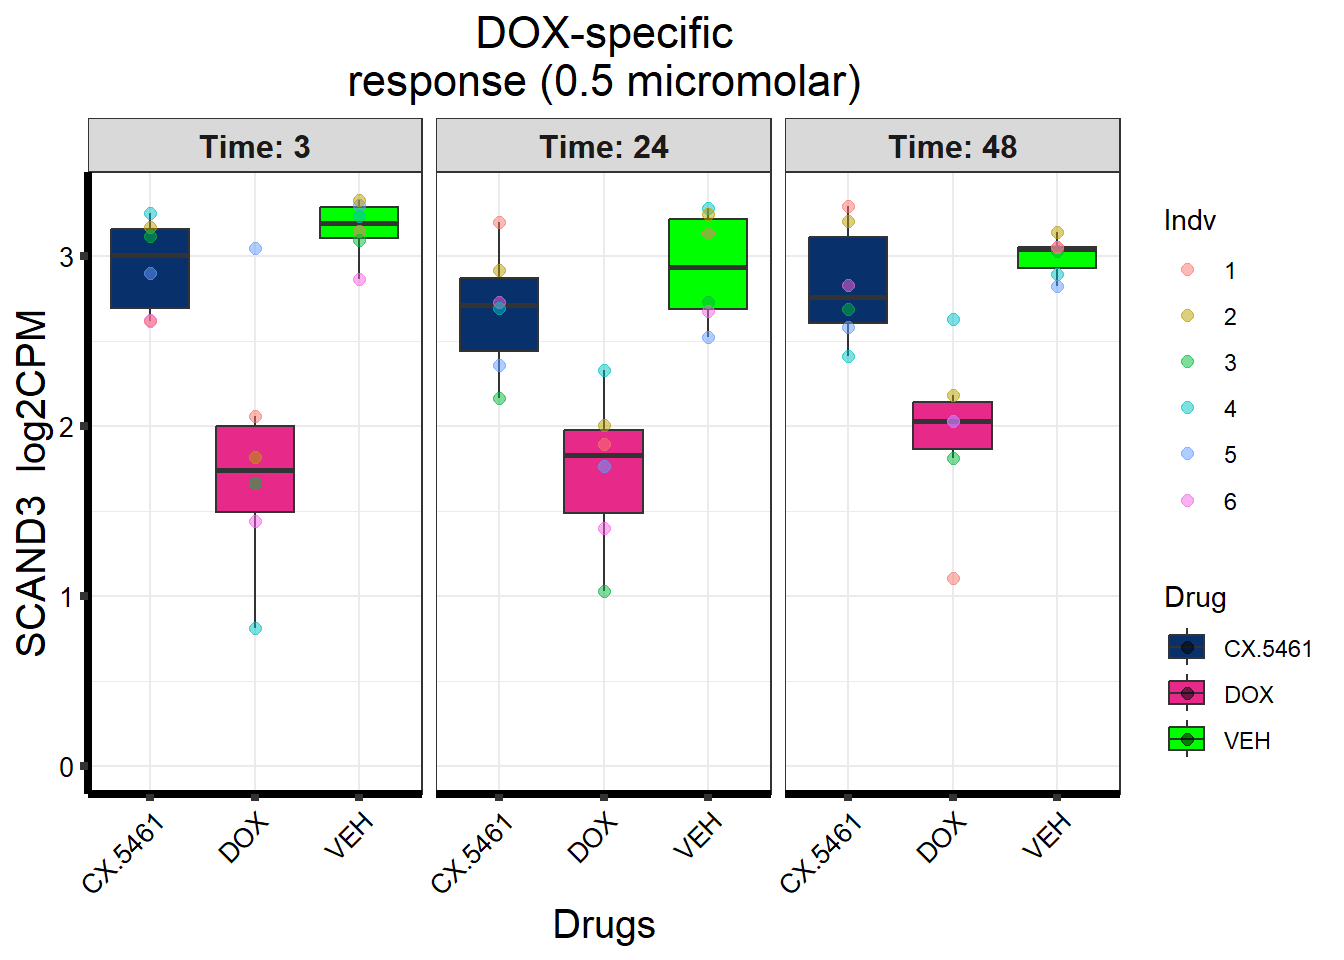 DOX-specific
response (0.5 micromolar)
Time: 3
Time: 24
Time: 48
SCAND3 log2CPM
3
2
1
0
CX.5461
DOX
VEH
CX.5461
DOX
VEH
CX.5461
DOX
VEH
Drugs
Indv
1
2
3
4
5
6
Drug
CX.5461
DOX
VEH